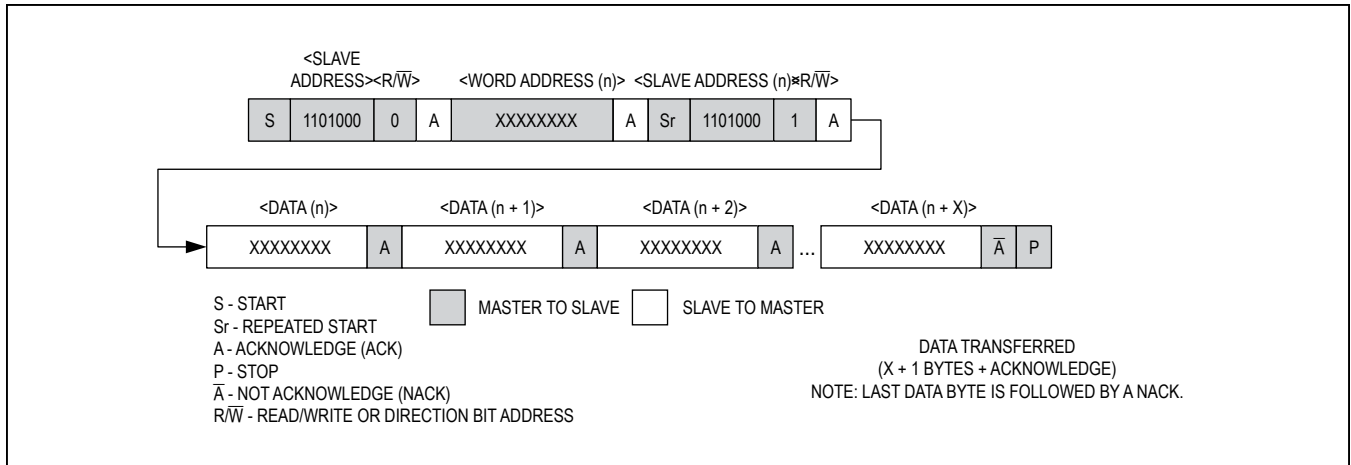 <SLAVE
ADDRESS><R/W̅>
<WORD ADDRESS (n)>
<SLAVE ADDRESS (n)><R/W̅>
S 1101000 0 A XXXXXXXX A Sr 1101000 1 A
<DATA (n)> <DATA (n + 1)> <DATA (n + 2)> <DATA (n + X)>
XXXXXXXX A XXXXXXXX A XXXXXXXX A ... XXXXXXXX A̅ P
S - START
Sr - REPEATED START
A - ACKNOWLEDGE (ACK)
P - STOP
A̅ - NOT ACKNOWLEDGE (NACK)
R/W̅ - READ/WRITE OR DIRECTION BIT ADDRESS
MASTER TO SLAVE
SLAVE TO MASTER
DATA TRANSFERRED
(X + 1 BYTES + ACKNOWLEDGE)
NOTE: LAST DATA BYTE IS FOLLOWED BY A NACK.